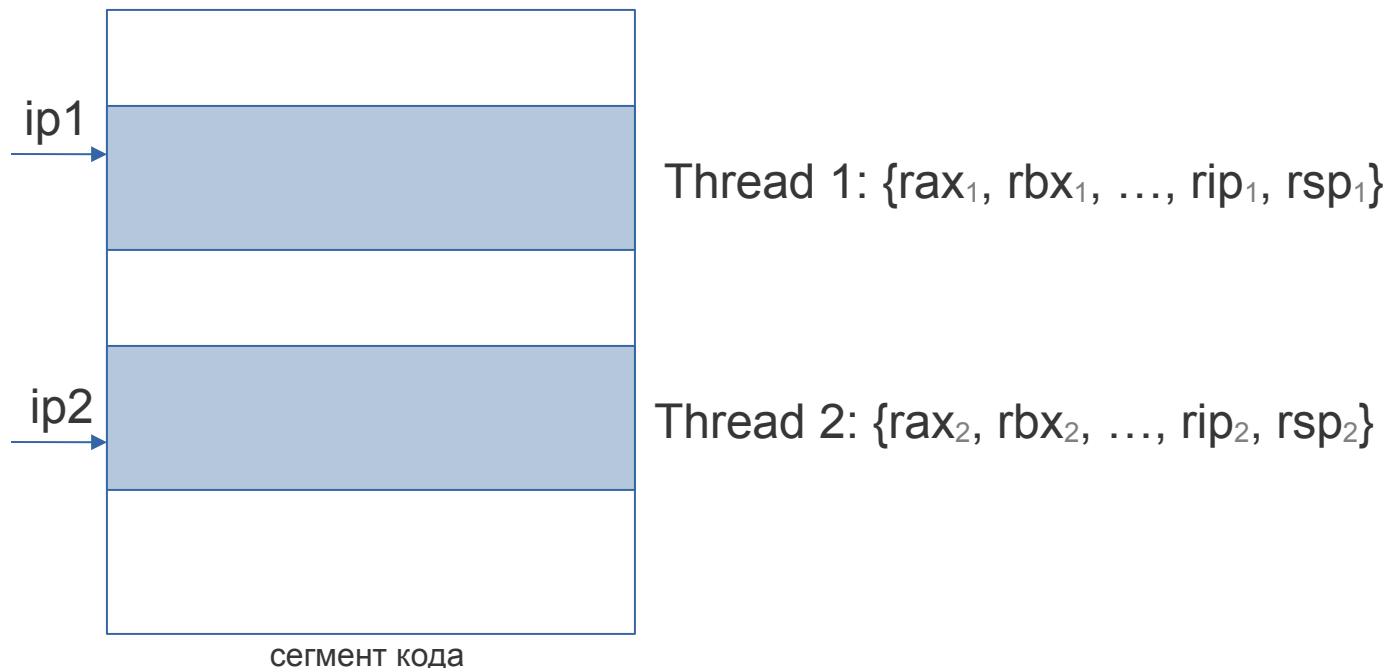 ip1
Thread 1: {rax₁, rbx₁, …, rip₁, rsp₁}
ip2
Thread 2: {rax₂, rbx₂, …, rip₂, rsp₂}
сегмент кода